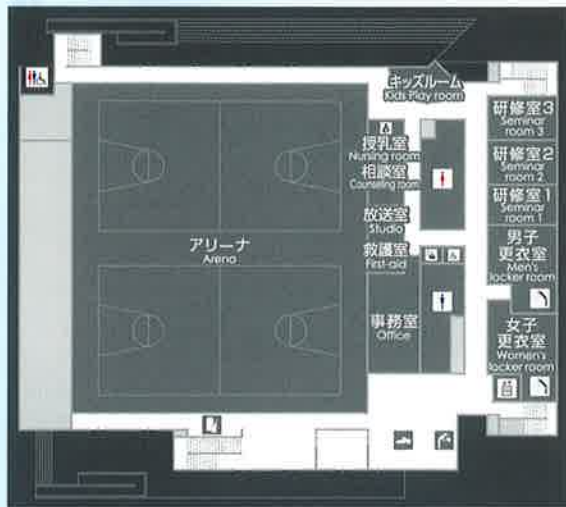 キッズルーム
Kids Play room
授乳室
Nursing room
相談室
Counseling room
放送室
Studio
救護室
First-aid
事務室
Office
アリーナ
Arena
研修室3
Seminar
room 3
研修室2
Seminar
room 2
研修室1
Seminar
room 1
男子
更衣室
Men's
locker room
女子
更衣室
Women's
locker room